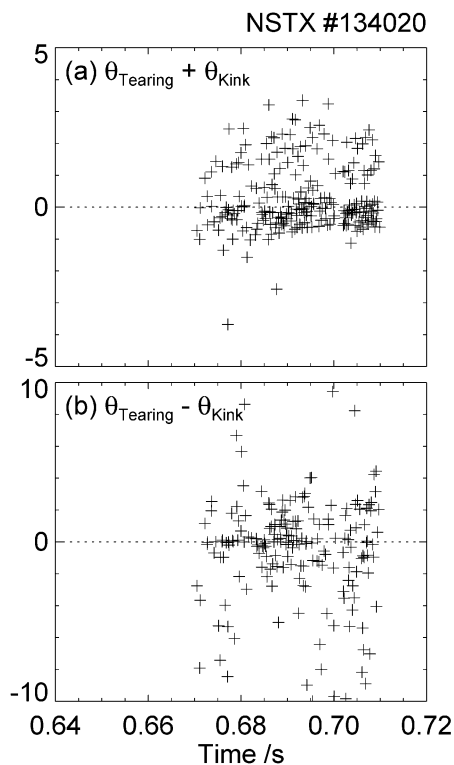 NSTX #134020
5
(a) θTearing + θKink
0
-5
10
(b) θTearing - θKink
0
-10
0.64 0.66 0.68 0.70 0.72
Time /s